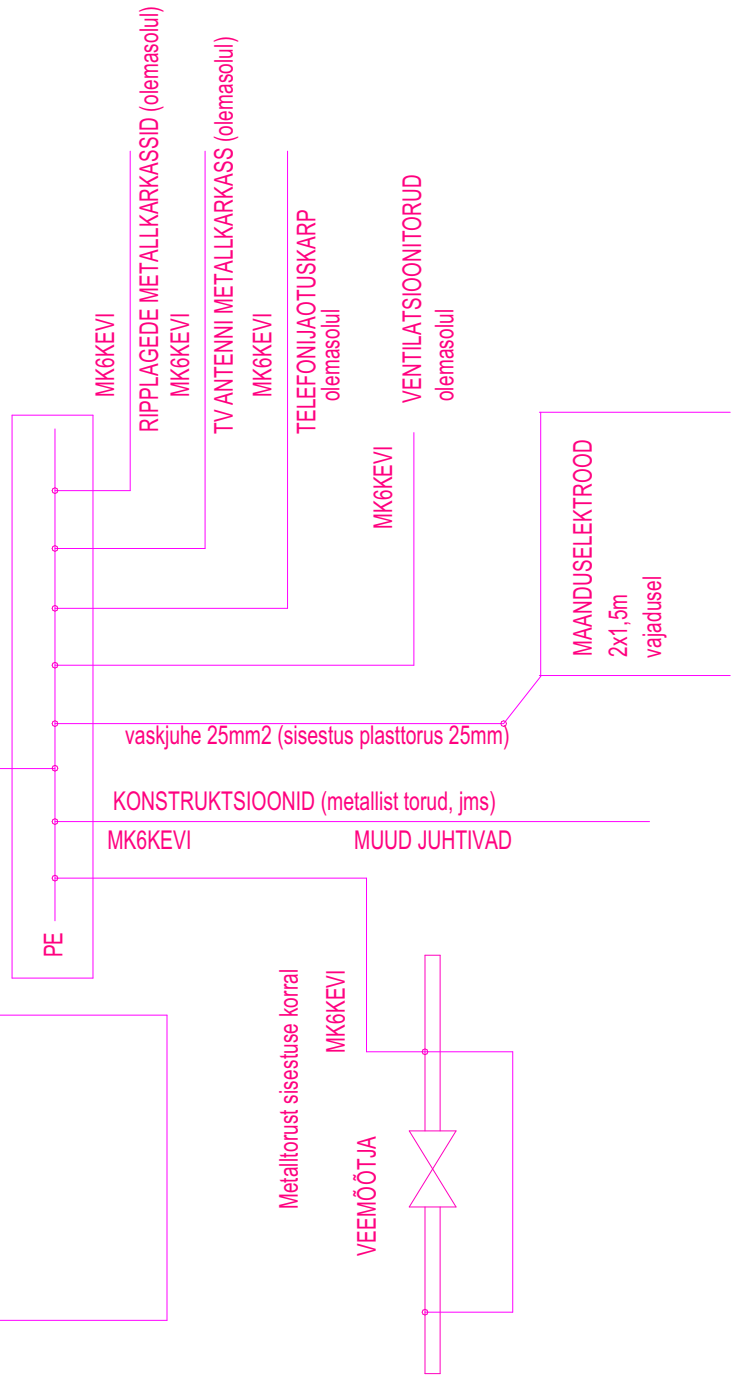 MK6KEVI
RIPPLAGEDE METALLKARKASSID (olemasolul)
MK6KEVI
TV ANTENNI METALLKARKASS (olemasolul)
MK6KEVI
TELEFONIJAOTUSKARP
olemasolul
MK6KEVI
VENTILATSIOONITORUD
olemasolul
MAANDUSELEKTROOD
2x1,5m
vajadusel
vaskjuhe 25mm2 (sisestus plasttorus 25mm)
KONSTRUKTSIOONID (metallist torud, jms)
MK6KEVI
MUUD JUHTIVAD
PE
Metalltorust sisestuse korral
MK6KEVI
VEEMÕÕTJA